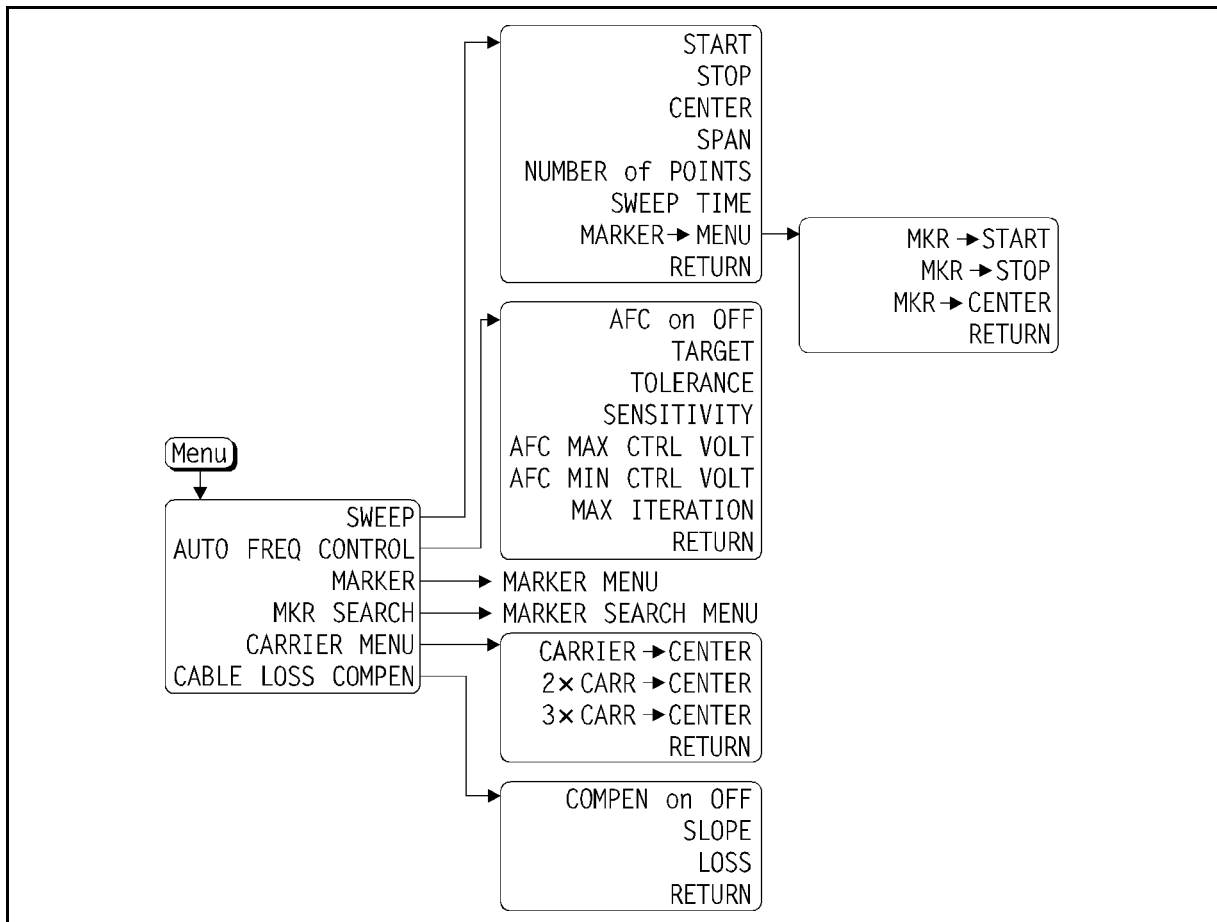 START
STOP
CENTER
SPAN
NUMBER of POINTS
SWEEP TIME
MARKER→ MENU
RETURN
MKR →START
MKR →STOP
MKR→ CENTER
RETURN
AFC on OFF
TARGET
TOLERANCE
SENSITIVITY
AFC MAX CTRL VOLT
AFC MIN CTRL VOLT
MAX ITERATION
RETURN
Menu
SWEEP
AUTO FREQ CONTROL
MARKER
MKR SEARCH
CARRIER MENU
CABLE LOSS COMPEN
MARKER MENU
MARKER SEARCH MENU
CARRIER →CENTER
2× CARR →CENTER
3× CARR →CENTER
RETURN
COMPEN on OFF
SLOPE
LOSS
RETURN